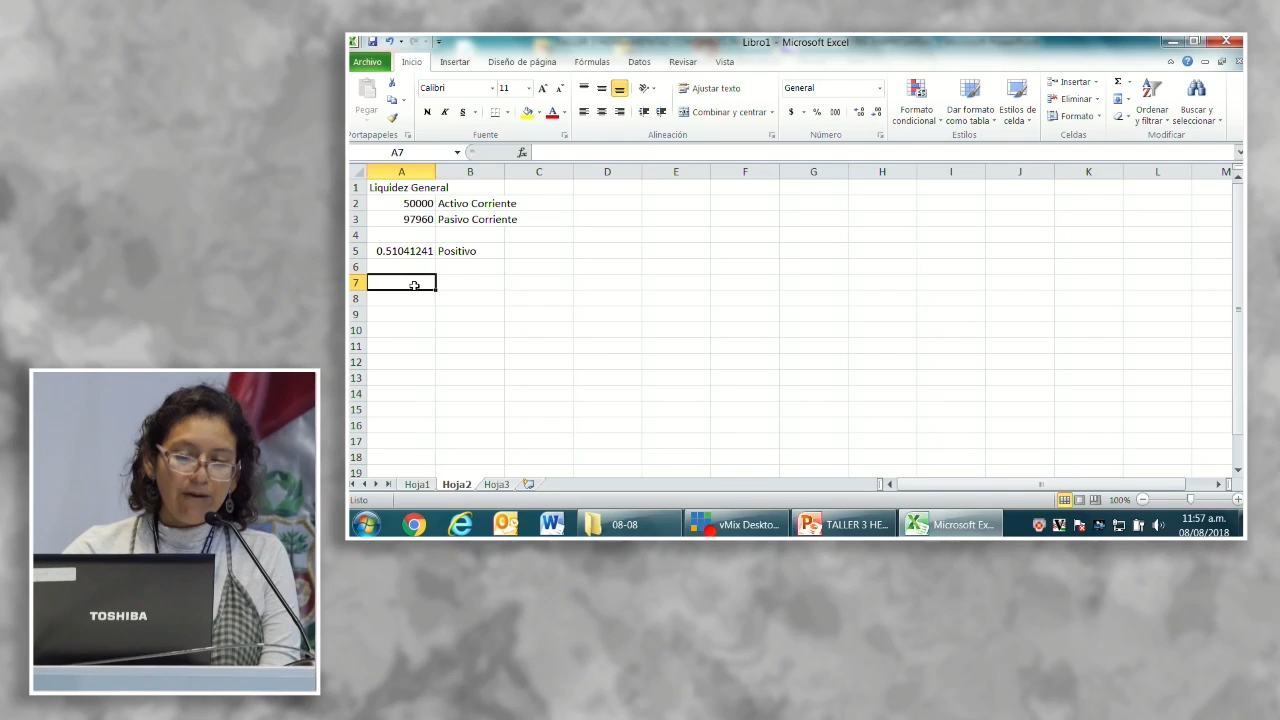 Libro1 - Microsoft Excel
Archivo Inicio Insertar Diseño de página Fórmulas Datos Revisar Vista
Pegar
Calibri 11
N K S
Ajustar texto
Combinar y centrar
General
$ % 000
Formato condicional
Dar formato como tabla
Estilos de celda
Insertar
Eliminar
Formato
Σ
Ordenar y filtrar
Buscar y seleccionar
Portapapeles Fuente Alineación Número Estilos Celdas Modificar
A7 fx
A B C D E F G H I J K L M
1 Liquidez General
2 50000 Activo Corriente
3 97960 Pasivo Corriente
4
5 0.51041241 Positivo
6
7
8
9
10
11
12
13
14
15
16
17
18
19
Hoja1 Hoja2 Hoja3
Listo 100%
08-08 vMix Deskto... TALLER 3 HE... Microsoft Ex... 11:57 a.m.
08/08/2018
TOSHIBA